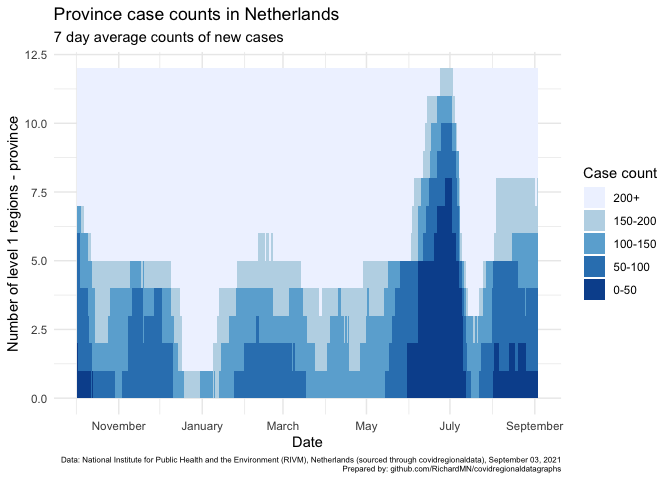 Province case counts in Netherlands
7 day average counts of new cases
Number of level 1 regions - province
12.5
10.0
7.5
5.0
2.5
0.0
November January March May July September
Date
Case count
200+
150-200
100-150
50-100
0-50
Data: National Institute for Public Health and the Environment (RIVM), Netherlands (sourced through covidregionaldata), September 03, 2021
Prepared by: github.com/RichardMN/covidregionaldatagraphs